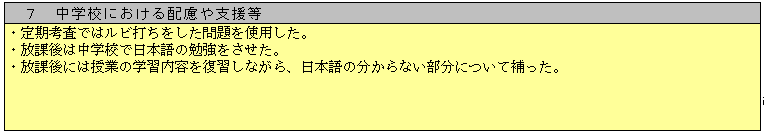 ７　中学校における配慮や支援等
・定期考査ではルビ打ちをした問題を使用した。
・放課後は中学校で日本語の勉強をさせた。
・放課後には授業の学習内容を復習しながら、日本語の分からない部分について補った。